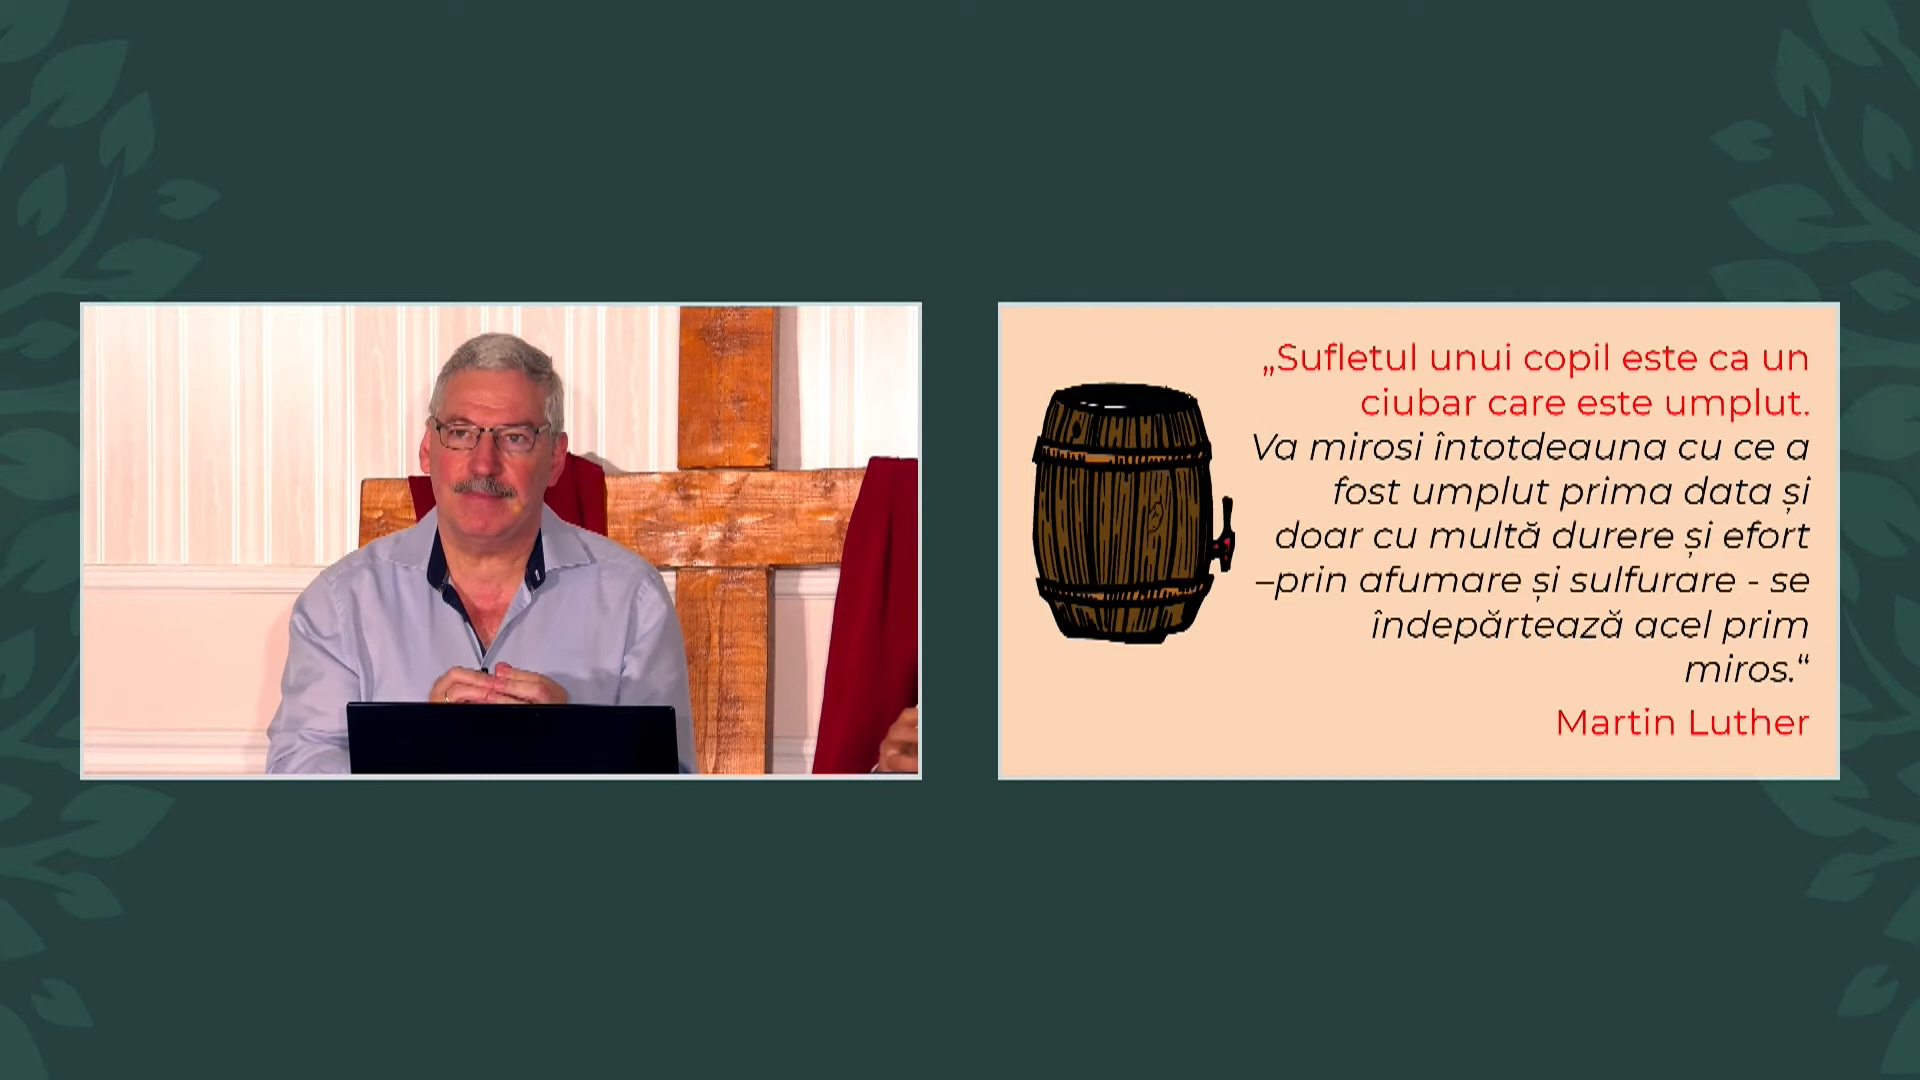 „Sufletul unui copil este ca un
ciubar care este umplut.
Va mirosi întotdeauna cu ce a
fost umplut prima data și
doar cu multă durere și efort
–prin afumare și sulfurare - se
îndepărtează acel prim
miros.“
Martin Luther